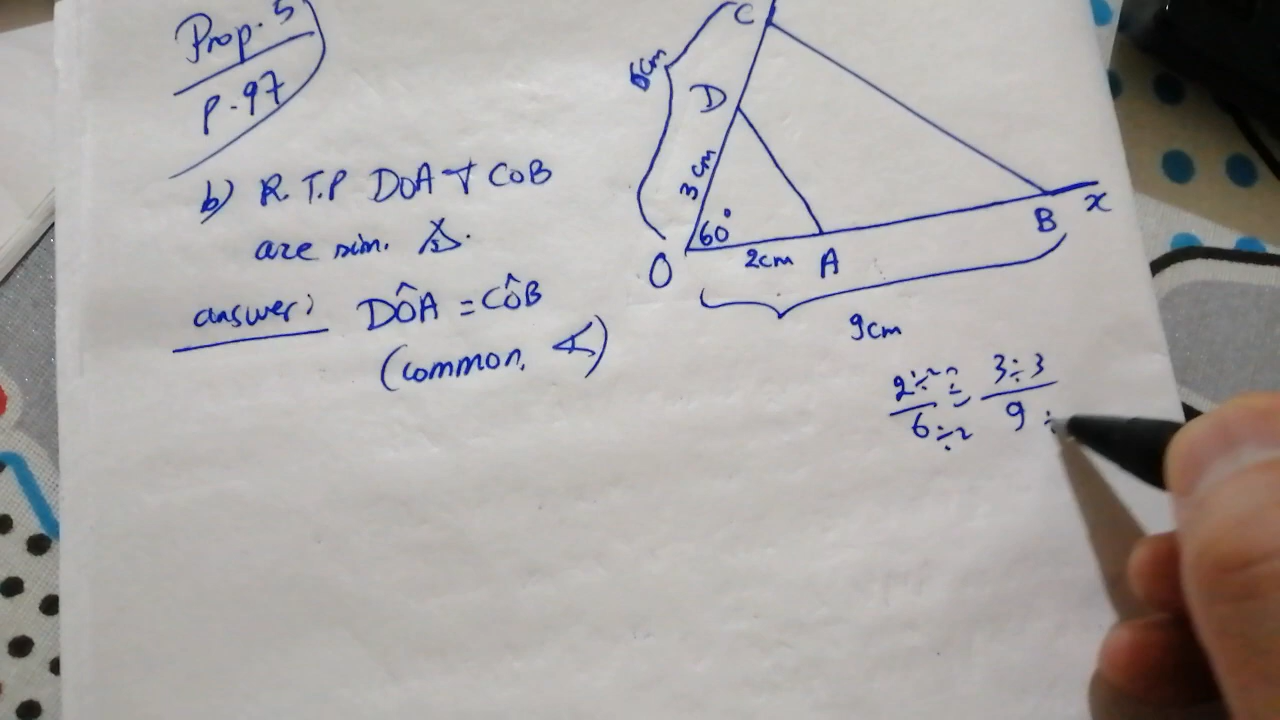 Prop. 5
P. 97
b) R.T.P DOA & COB
are sim. Δs.
answer: DÔA = CÔB
(common, ∢)
C
6cm
D
3cm
60°
O
2cm
A
B
x
9cm
2÷2/6÷2 =? 3÷3/9÷